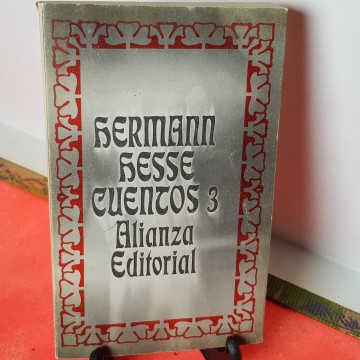 HERMANN
HESSE
CUENTOS 3
Alianza
Editorial